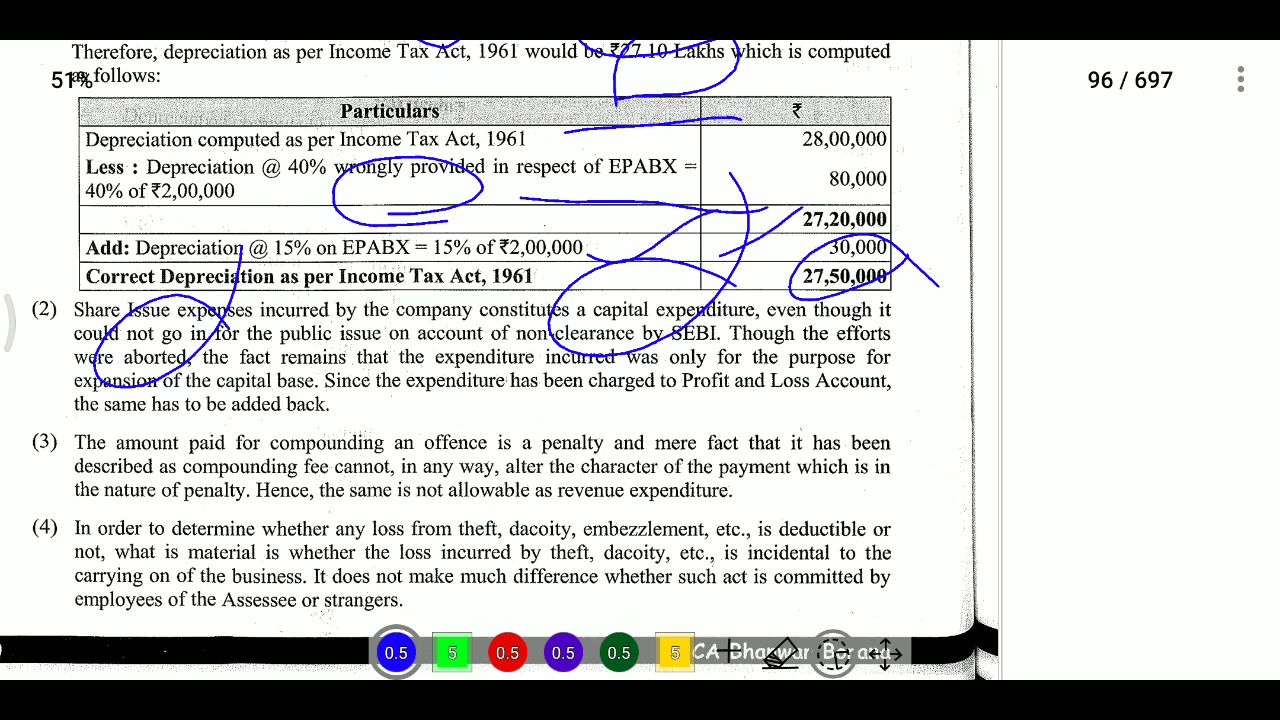 Therefore, depreciation as per Income Tax Act, 1961 would be ₹27.10 Lakhs which is computed
as follows:
51%
96 / 697
Particulars ₹
Depreciation computed as per Income Tax Act, 1961 28,00,000
Less : Depreciation @ 40% wrongly provided in respect of EPABX =
40% of ₹2,00,000 80,000
27,20,000
Add: Depreciation @ 15% on EPABX = 15% of ₹2,00,000 30,000
Correct Depreciation as per Income Tax Act, 1961 27,50,000
(2) Share Issue expenses incurred by the company constitutes a capital expenditure, even though it
could not go in for the public issue on account of non-clearance by SEBI. Though the efforts
were aborted, the fact remains that the expenditure incurred was only for the purpose for
expansion of the capital base. Since the expenditure has been charged to Profit and Loss Account,
the same has to be added back.
(3) The amount paid for compounding an offence is a penalty and mere fact that it has been
described as compounding fee cannot, in any way, alter the character of the payment which is in
the nature of penalty. Hence, the same is not allowable as revenue expenditure.
(4) In order to determine whether any loss from theft, dacoity, embezzlement, etc., is deductible or
not, what is material is whether the loss incurred by theft, dacoity, etc., is incidental to the
carrying on of the business. It does not make much difference whether such act is committed by
employees of the Assessee or strangers.
0.5 5 0.5 0.5 0.5 5 CA Bhanwar Borana